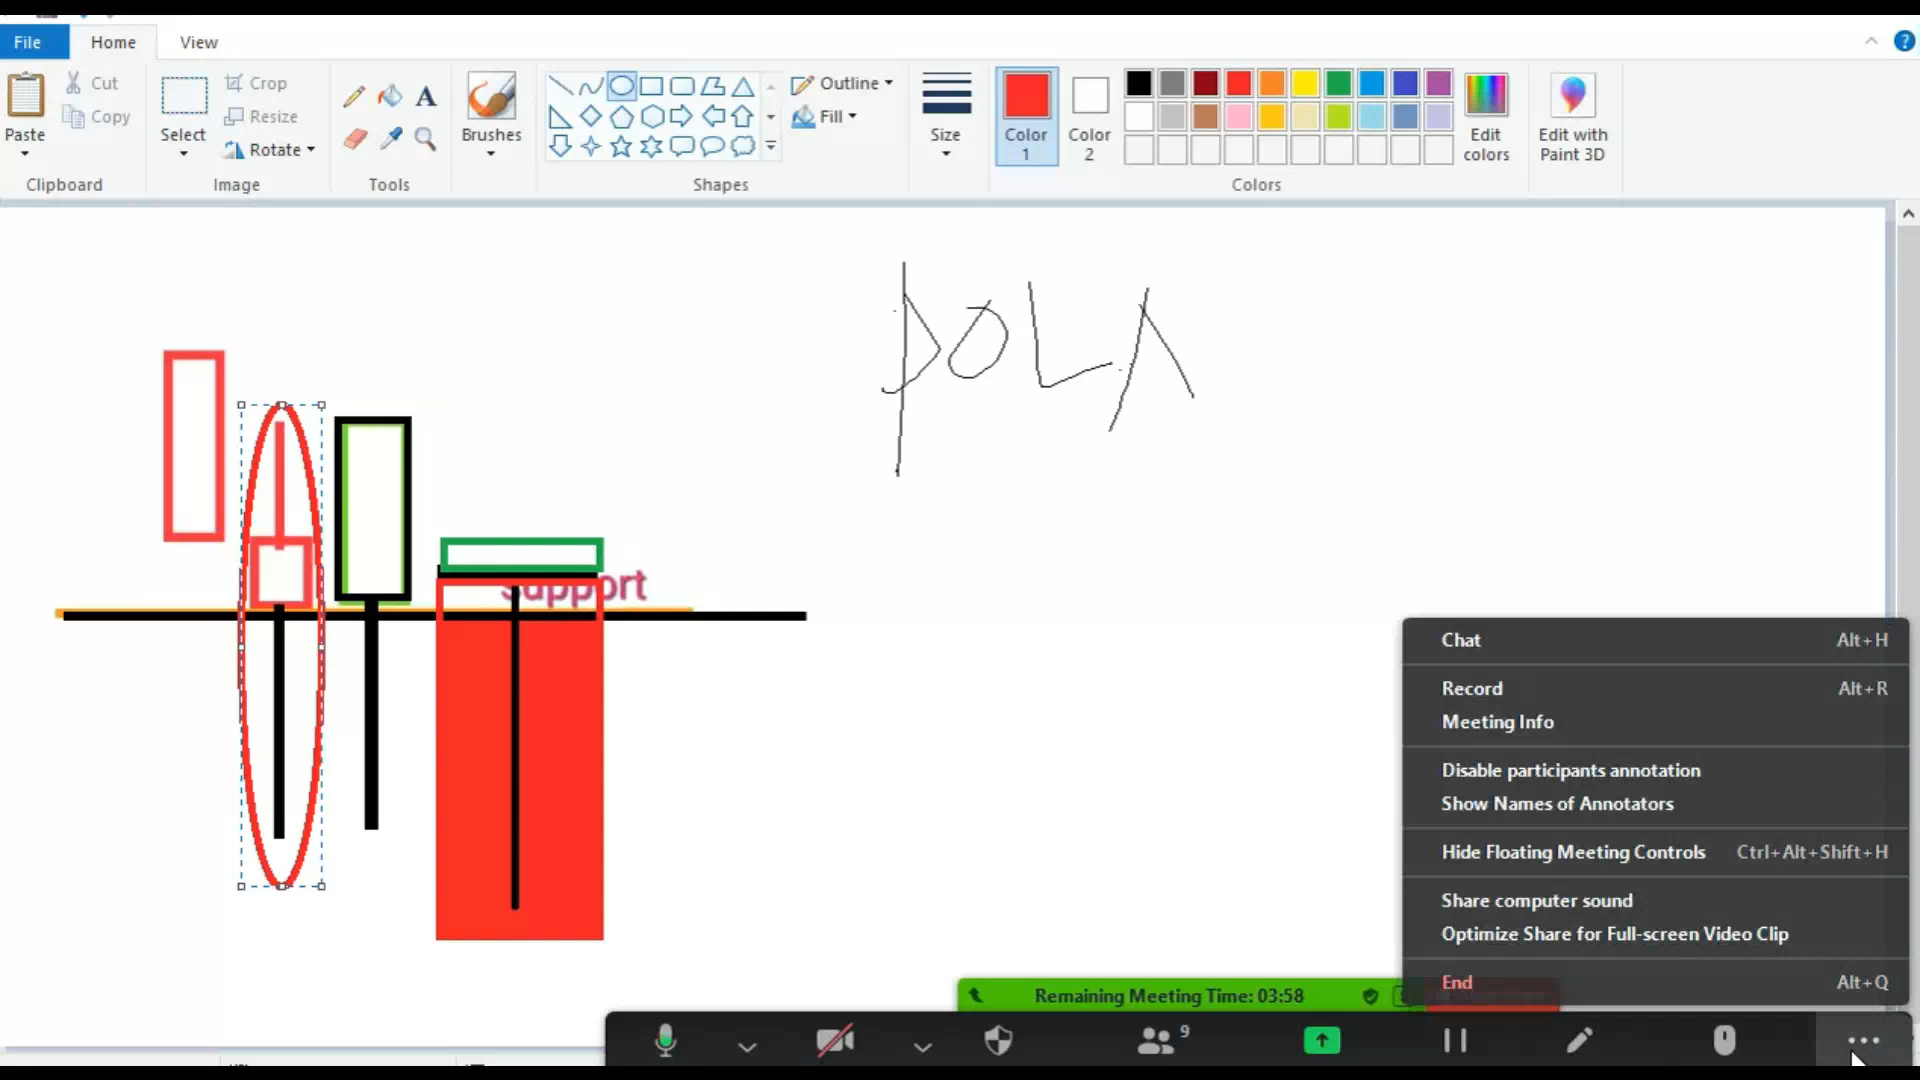 File Home View
Cut
Copy
Paste
Clipboard
Select
Crop
Resize
Rotate
Image
Tools
Brushes
Shapes
Outline
Fill
Size
Color 1
Color 2
Colors
Edit colors
Edit with Paint 3D
POLA
support
Chat Alt+H
Record Alt+R
Meeting Info
Disable participants annotation
Show Names of Annotators
Hide Floating Meeting Controls Ctrl+Alt+Shift+H
Share computer sound
Optimize Share for Full-screen Video Clip
End Alt+Q
Remaining Meeting Time: 03:58
9